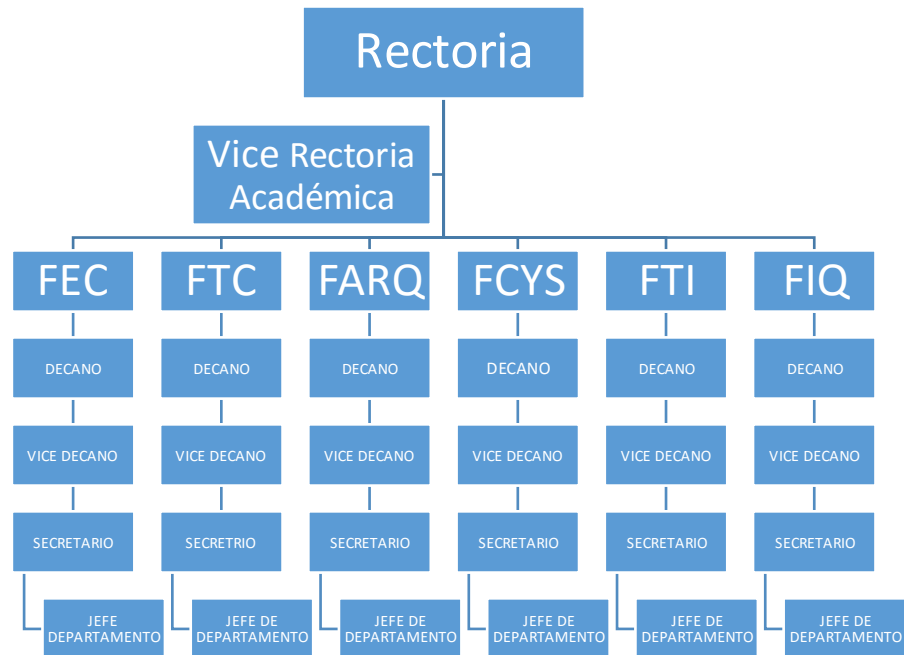 Rectoria
Vice Rectoria
Académica
FEC
FTC
FARQ
FCYS
FTI
FIQ
DECANO
DECANO
DECANO
DECANO
DECANO
DECANO
VICE DECANO
VICE DECANO
VICE DECANO
VICE DECANO
VICE DECANO
VICE DECANO
SECRETARIO
SECRETRIO
SECRETARIO
SECRETARIO
SECRETARIO
SECRETARIO
JEFE
DEPARTAMENTO
JEFE DE
DEPARTAMENTO
JEFE DE
DEPARTAMENTO
JEFE DE
DEPARTAMENTO
JEFE DE
DEPARTAMENTO
JEFE DE
DEPARTAMENTO